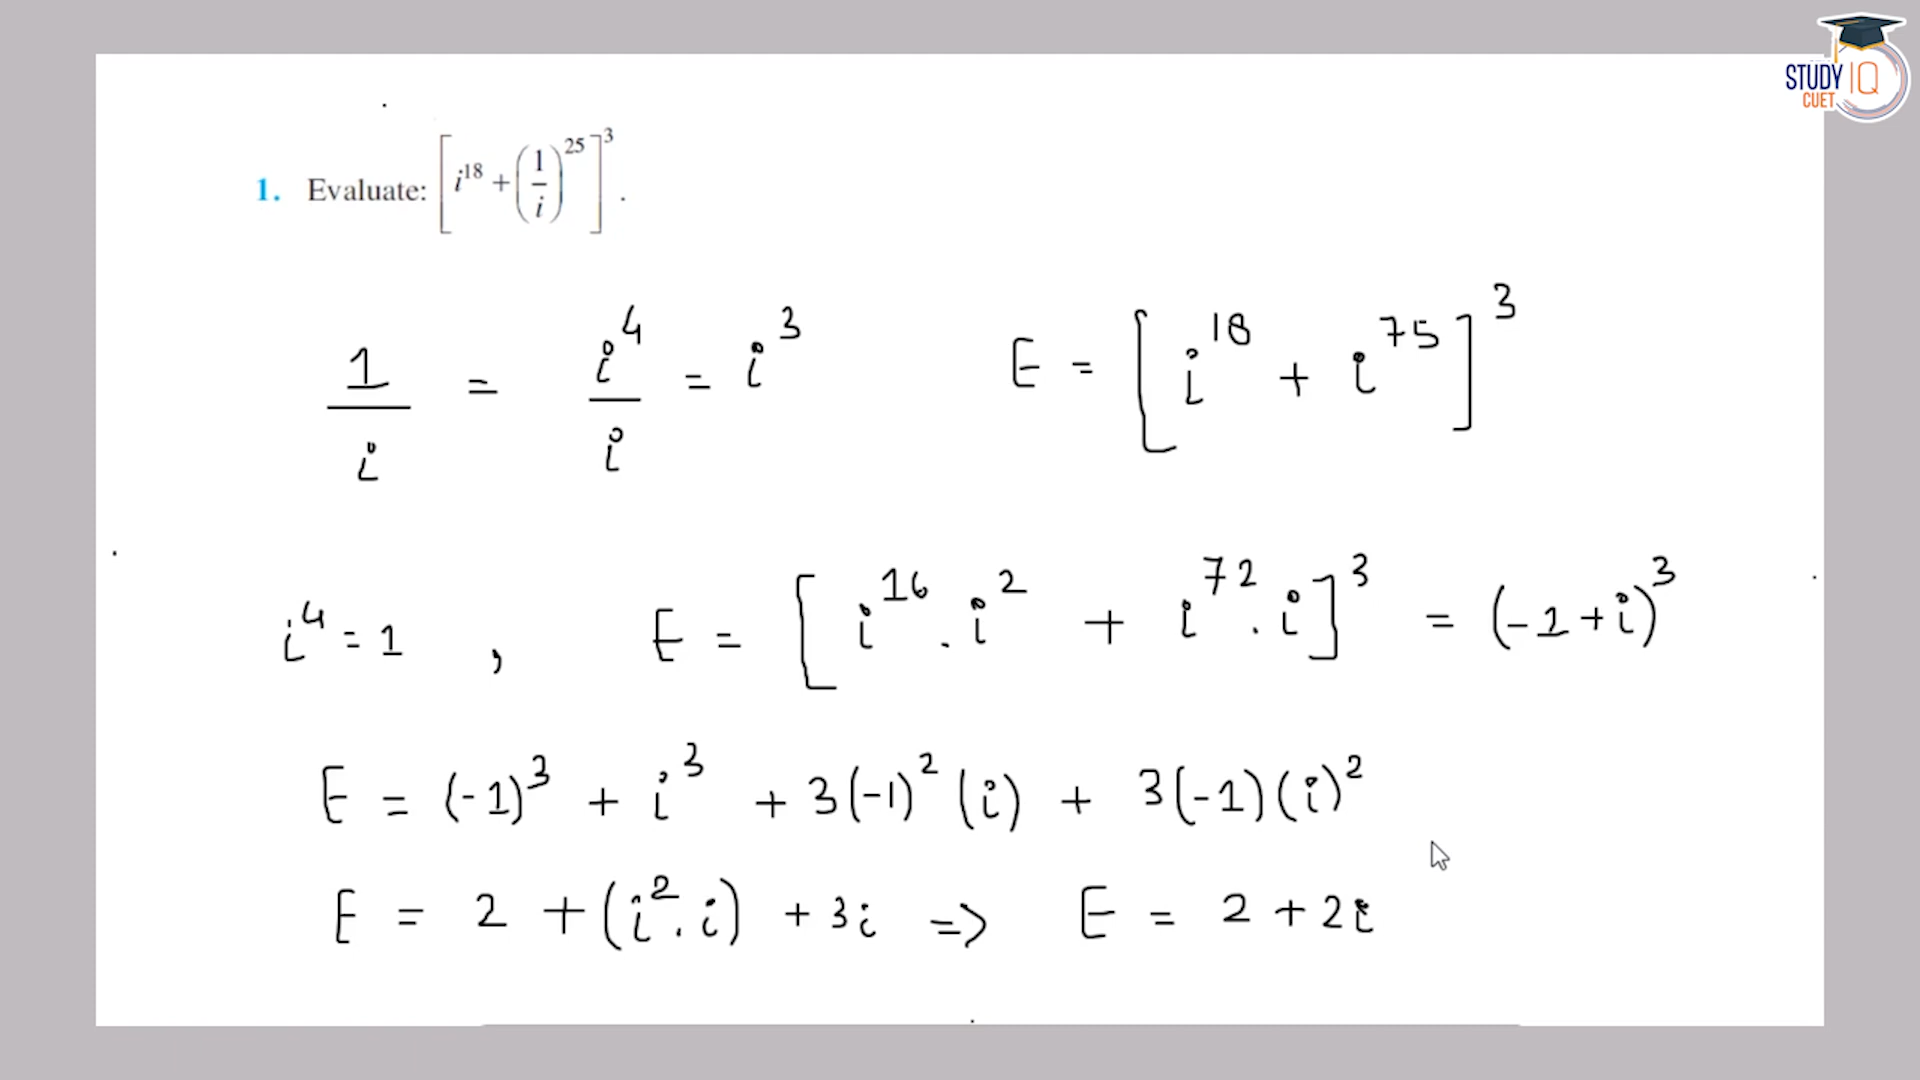 STUDY IQ
CUET
1. Evaluate: [i^18 + (1/i)^25]^3.
1/i = i^4/i = i^3
E = [i^18 + i^75]^3
i^4 = 1 , E = [i^16 . i^2 + i^72 . i]^3 = (-1+i)^3
E = (-1)^3 + i^3 + 3(-1)^2 (i) + 3(-1)(i)^2
E = 2 + (i^2 . i) + 3i => E = 2 + 2i